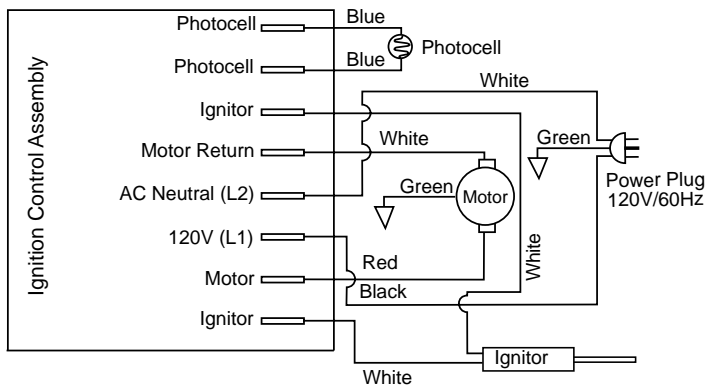 Photocell
Blue
Photocell
Blue
Photocell
White
Ignitor
Green
Motor Return
White
Power Plug
120V/60Hz
AC Neutral (L2)
Green
Motor
120V (L1)
White
Red
Motor
Black
Ignitor
Ignitor
White
Ignition Control Assembly